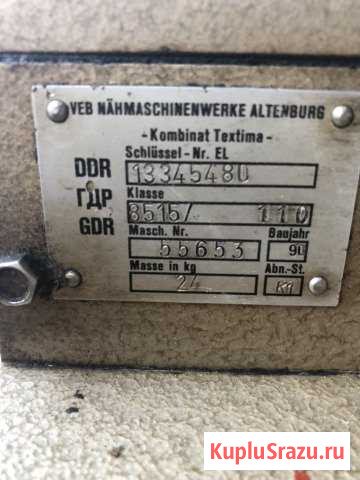 VEB NÄHMASCHINENWERKE ALTENBURG
-Kombinat Textima-
Schlüssel-Nr. EL
DDR 13345480
ГДР Klasse
8515/ 110
GDR Masch. Nr. Baujahr
55653 90
Masse in kg Abn.-St.
24 K1
KupluSrazu.ru